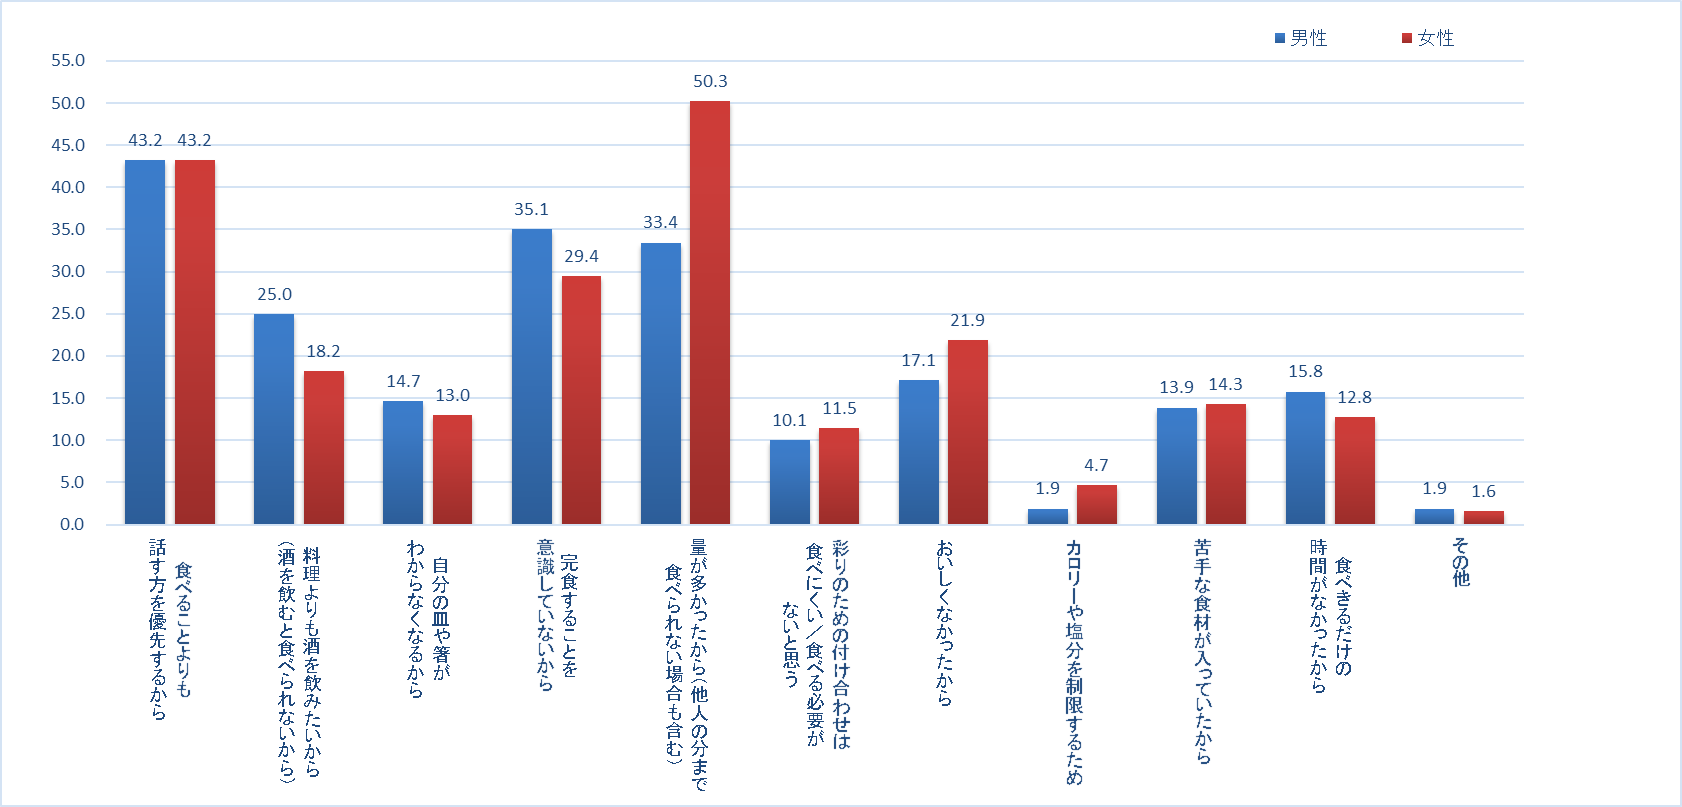 男性
女性
55.0
50.0
45.0
40.0
35.0
30.0
25.0
20.0
15.0
10.0
5.0
0.0
43.2
43.2
25.0
18.2
14.7
13.0
35.1
29.4
33.4
50.3
10.1
11.5
17.1
21.9
1.9
4.7
13.9
14.3
15.8
12.8
1.9
1.6
食べることよりも
話す方を優先するから
料理よりも酒を飲みたいから
（酒を飲むと食べられないから）
自分の皿や箸が
わからなくなるから
完食することを
意識していないから
量が多かったから（他人の分まで
食べられない場合も含む）
彩りのための付け合わせは
食べにくい／食べる必要が
ないと思う
おいしくなかったから
カロリーや塩分を制限するため
苦手な食材が入っていたから
食べきるだけの
時間がなかったから
その他